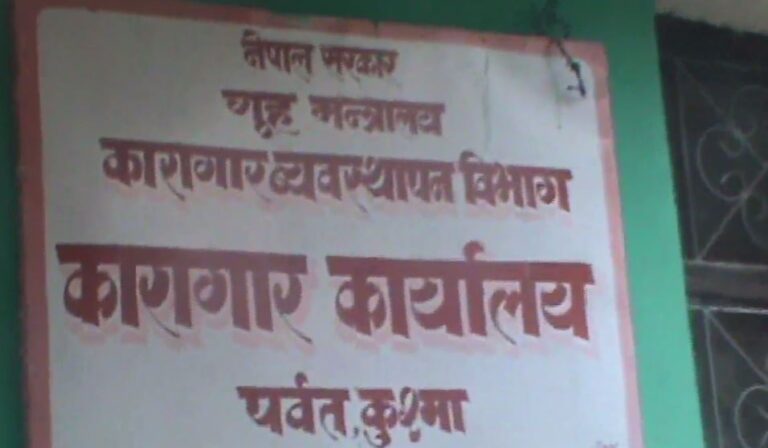 नेपाल सरकार
गृह मन्त्रालय
कारागार व्यवस्थापन विभाग
कारागार कार्यालय
पर्वत, कुश्मा